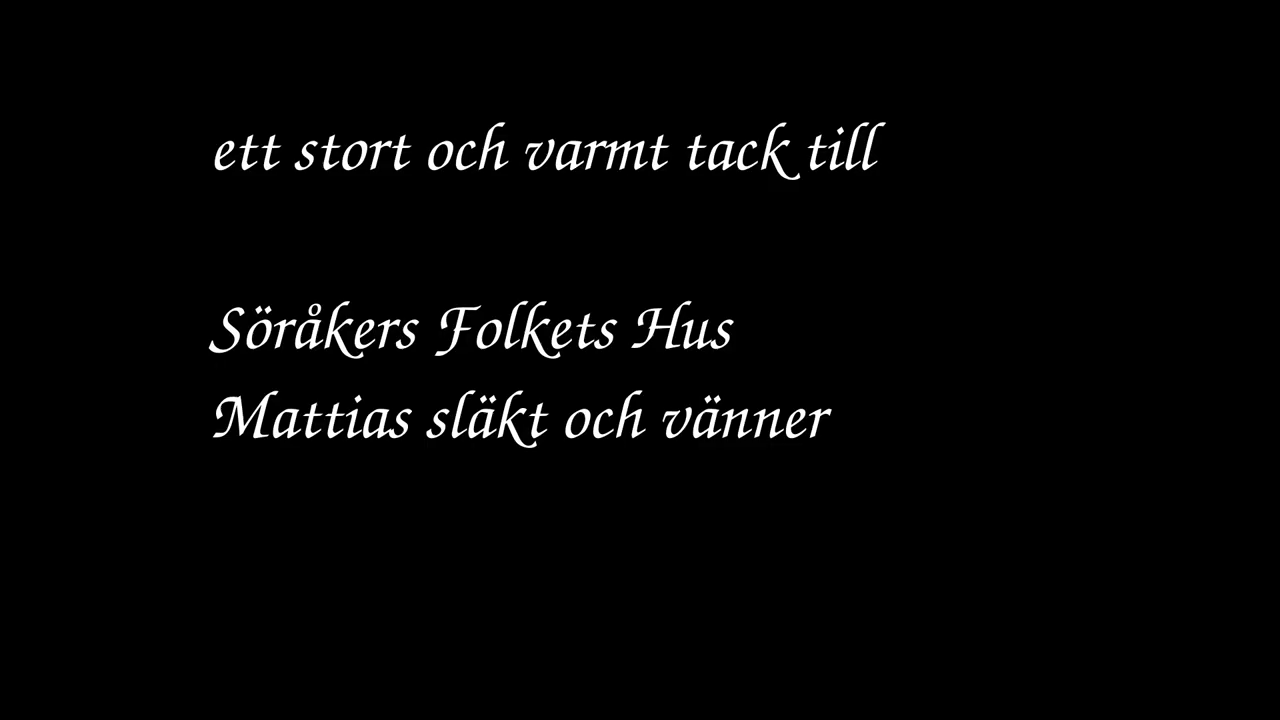 ett stort och varmt tack till
Söråkers Folkets Hus
Mattias släkt och vänner